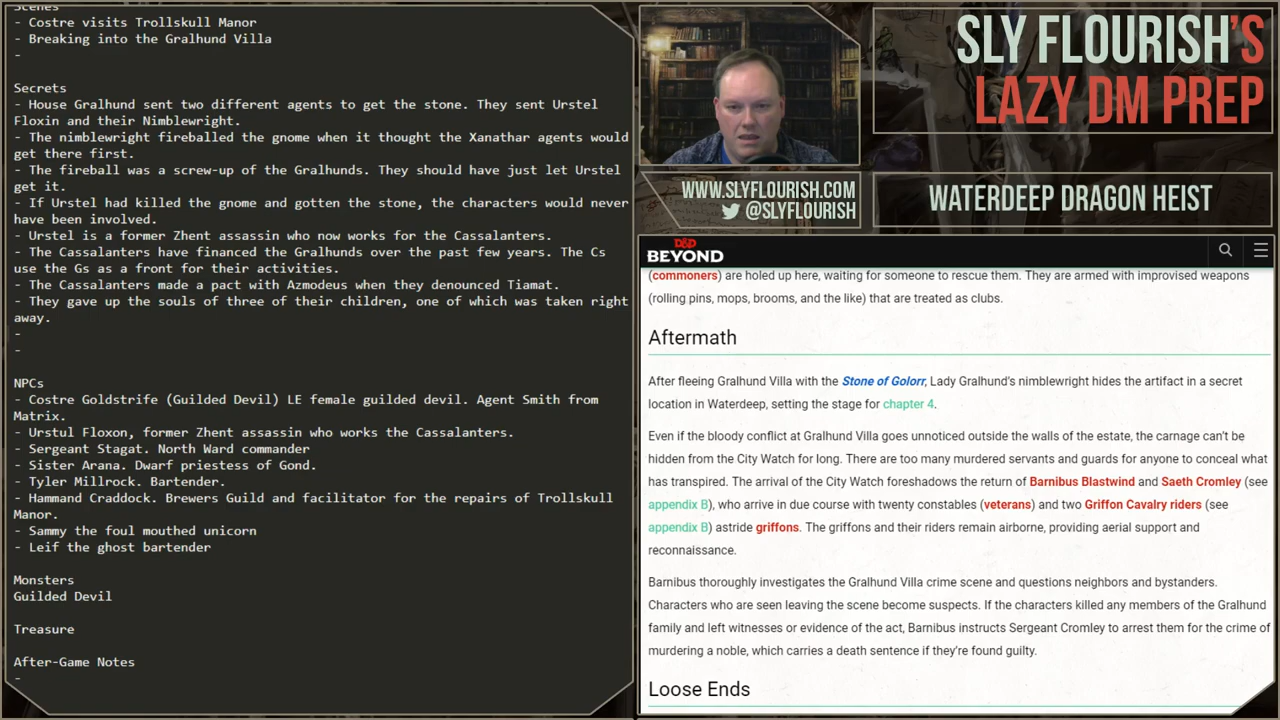 Scenes
- Costre visits Trollskull Manor
- Breaking into the Gralhund Villa
-
Secrets
- House Gralhund sent two different agents to get the stone. They sent Urstel
Floxin and their Nimblewright.
- The nimblewright fireballed the gnome when it thought the Xanathar agents would
get there first.
- The fireball was a screw-up of the Gralhunds. They should have just let Urstel
get it.
- If Urstel had killed the gnome and gotten the stone, the characters would never
have been involved.
- Urstel is a former Zhent assassin who now works for the Cassalanters.
- The Cassalanters have financed the Gralhunds over the past few years. The Cs
use the Gs as a front for their activities.
- The Cassalanters made a pact with Azmodeus when they denounced Tiamat.
- They gave up the souls of three of their children, one of which was taken right
away.
-
-
NPCs
- Costre Goldstrife (Guilded Devil) LE female guilded devil. Agent Smith from
Matrix.
- Urstul Floxon, former Zhent assassin who works the Cassalanters.
- Sergeant Stagat. North Ward commander
- Sister Arana. Dwarf priestess of Gond.
- Tyler Millrock. Bartender.
- Hammand Craddock. Brewers Guild and facilitator for the repairs of Trollskull
Manor.
- Sammy the foul mouthed unicorn
- Leif the ghost bartender
Monsters
Guilded Devil
Treasure
After-Game Notes
-
SLY FLOURISH'S
LAZY DM PREP
WWW.SLYFLOURISH.COM
@SLYFLOURISH
WATERDEEP DRAGON HEIST
D&D
BEYOND
(commoners) are holed up here, waiting for someone to rescue them. They are armed with improvised weapons
(rolling pins, mops, brooms, and the like) that are treated as clubs.
Aftermath
After fleeing Gralhund Villa with the Stone of Golorr, Lady Gralhund's nimblewright hides the artifact in a secret
location in Waterdeep, setting the stage for chapter 4.
Even if the bloody conflict at Gralhund Villa goes unnoticed outside the walls of the estate, the carnage can't be
hidden from the City Watch for long. There are too many murdered servants and guards for anyone to conceal what
has transpired. The arrival of the City Watch foreshadows the return of Barnibus Blastwind and Saeth Cromley (see
appendix B), who arrive in due course with twenty constables (veterans) and two Griffon Cavalry riders (see
appendix B) astride griffons. The griffons and their riders remain airborne, providing aerial support and
reconnaissance.
Barnibus thoroughly investigates the Gralhund Villa crime scene and questions neighbors and bystanders.
Characters who are seen leaving the scene become suspects. If the characters killed any members of the Gralhund
family and left witnesses or evidence of the act, Barnibus instructs Sergeant Cromley to arrest them for the crime of
murdering a noble, which carries a death sentence if they're found guilty.
Loose Ends